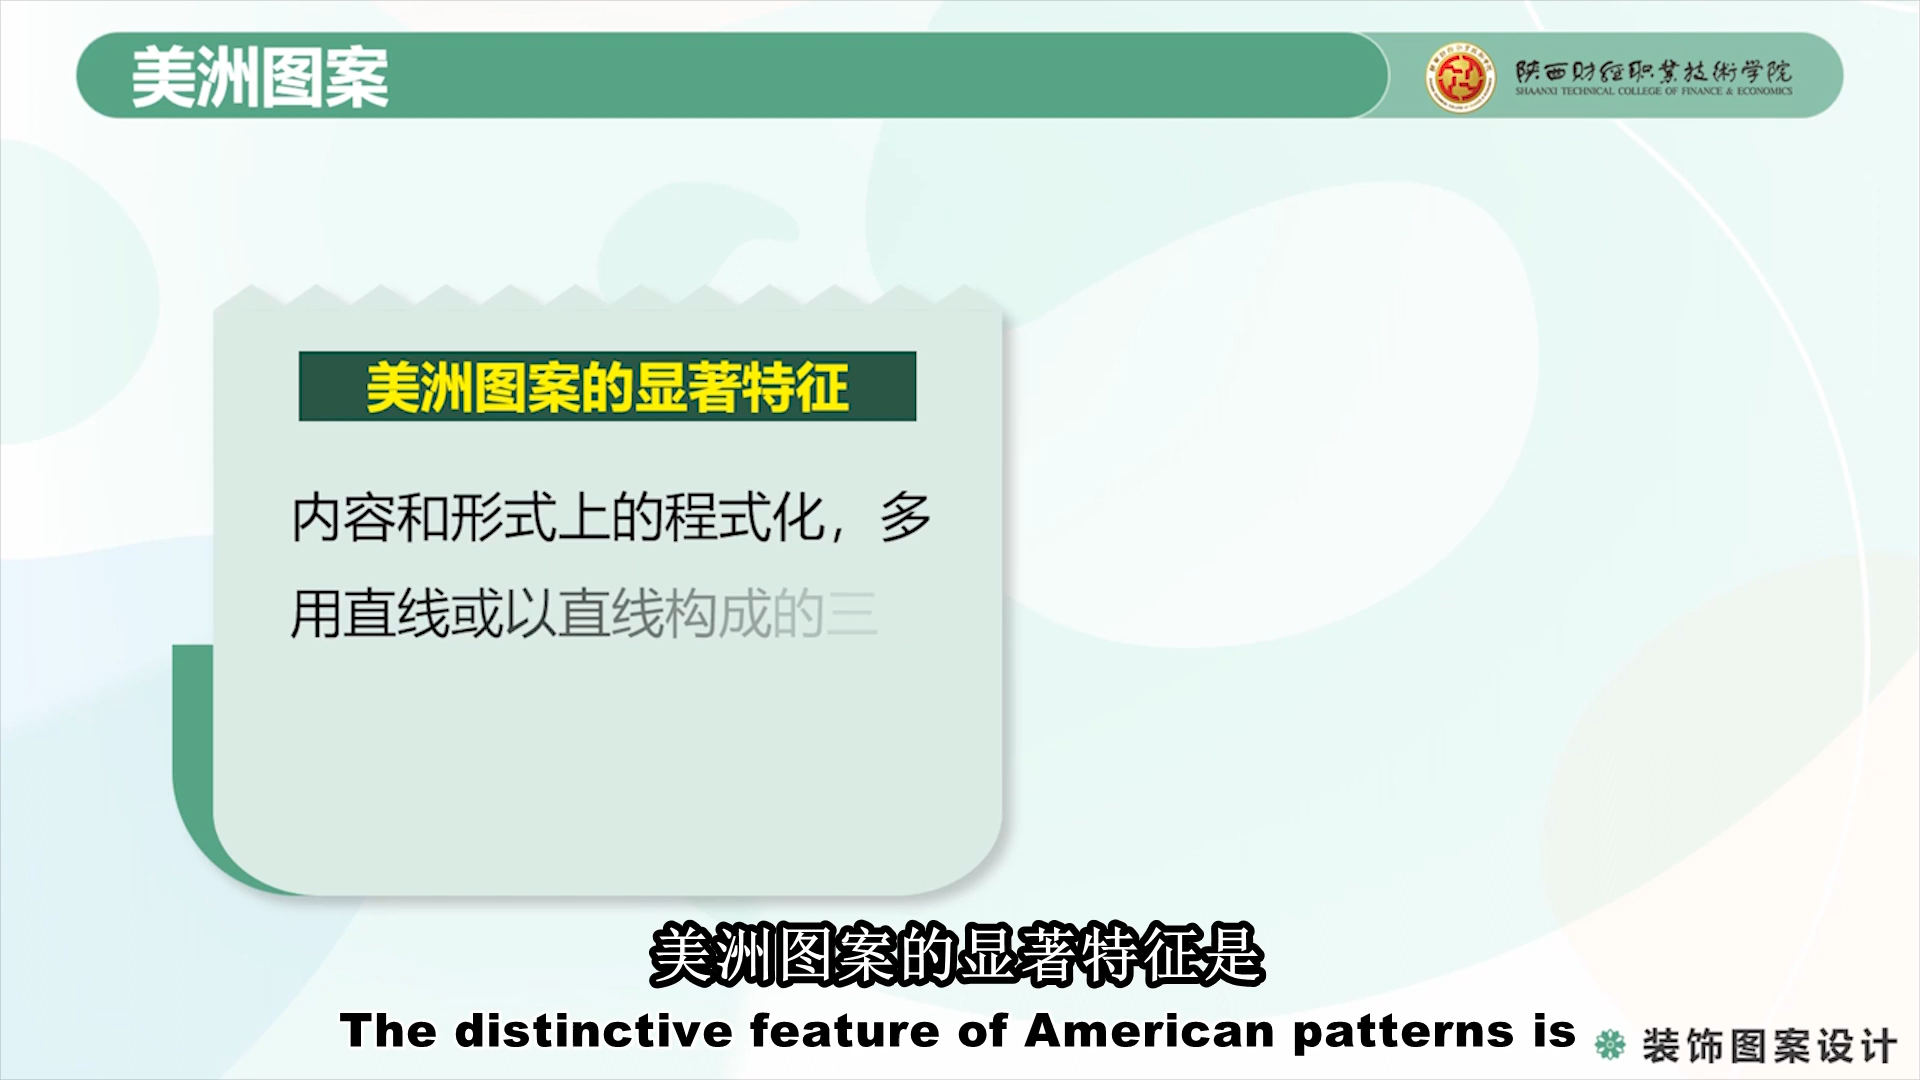 美洲图案
陕西财经职业技術学院
SHAANXI TECHNICAL COLLEGE OF FINANCE & ECONOMICS
美洲图案的显著特征
内容和形式上的程式化，多
用直线或以直线构成的三
美洲图案的显著特征是
The distinctive feature of American patterns is
装饰图案设计